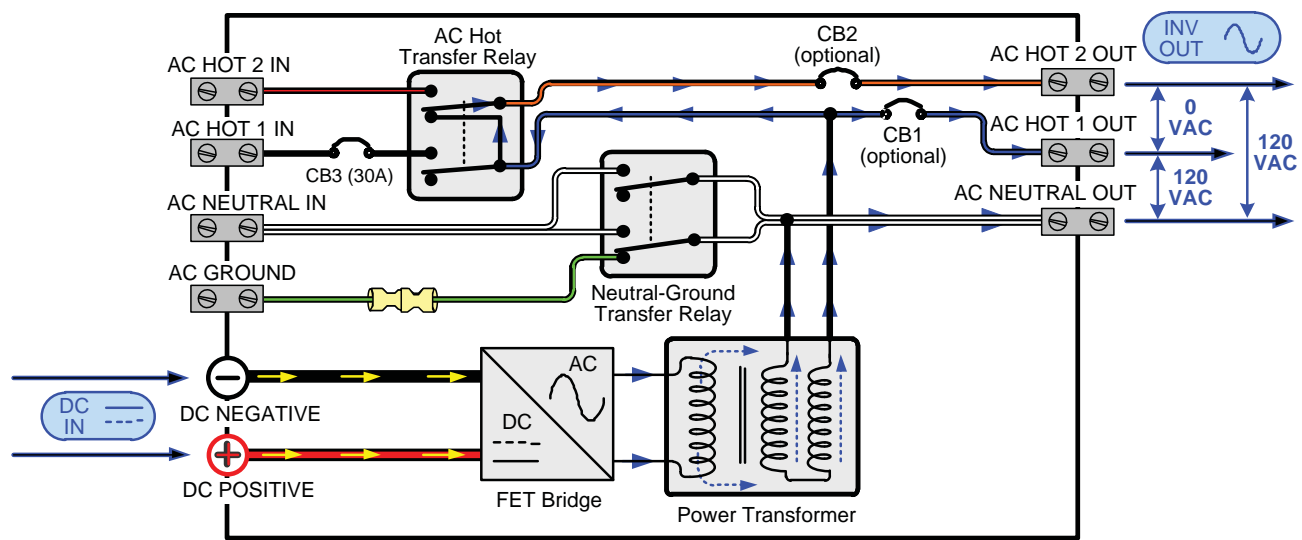 AC Hot
Transfer Relay
CB2
(optional)
INV
OUT
AC HOT 2 IN
AC HOT 2 OUT
AC HOT 1 IN
AC HOT 1 OUT
0
VAC
CB3 (30A)
CB1
(optional)
120
VAC
120
VAC
AC NEUTRAL IN
AC NEUTRAL OUT
AC GROUND
Neutral-Ground
Transfer Relay
DC
IN
DC NEGATIVE
DC POSITIVE
AC
DC
FET Bridge
Power Transformer